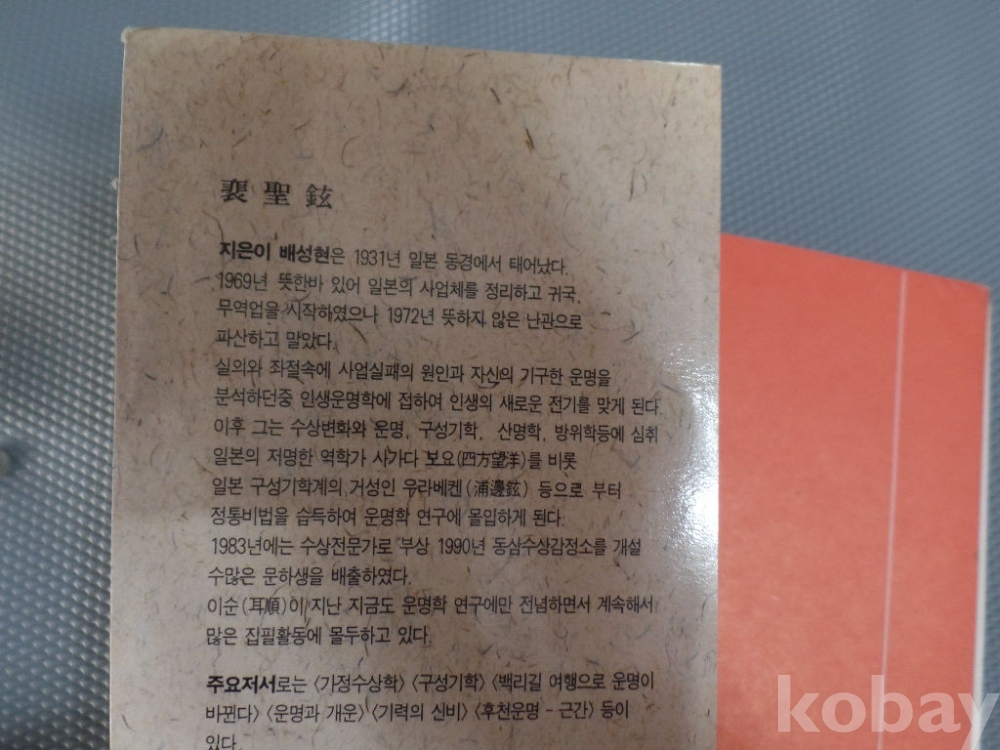 裵聖鉉
지은이 배성현은 1931년 일본 동경에서 태어났다.
1969년 뜻한바 있어 일본의 사업체를 정리하고 귀국,
무역업을 시작하였으나 1972년 뜻하지 않은 난관으로
파산하고 말았다.
실의와 좌절속에 사업실패의 원인과 자신의 기구한 운명을
분석하던중 인생운명학에 접하여 인생의 새로운 전기를 맞게 된다.
이후 그는 수상변화와 운명, 구성기학, 산명학, 방위학등에 심취
일본의 저명한 역학가 시가다 보요(四方望洋)를 비롯
일본 구성기학계의 거성인 우라베켄(浦邊鉉) 등으로 부터
정통비법을 습득하여 운명학 연구에 몰입하게 된다.
1983년에는 수상전문가로 부상 1990년 동삼수상감정소를 개설
수많은 문하생을 배출하였다.
이순(耳順)이 지난 지금도 운명학 연구에만 전념하면서 계속해서
많은 집필활동에 몰두하고 있다.
주요저서로는 〈가정수상학〉〈구성기학〉〈백리길 여행으로 운명이
바뀐다〉〈운명과 개운〉〈기력의 신비〉〈후천운명 - 근간〉 등이
있다.
kobay